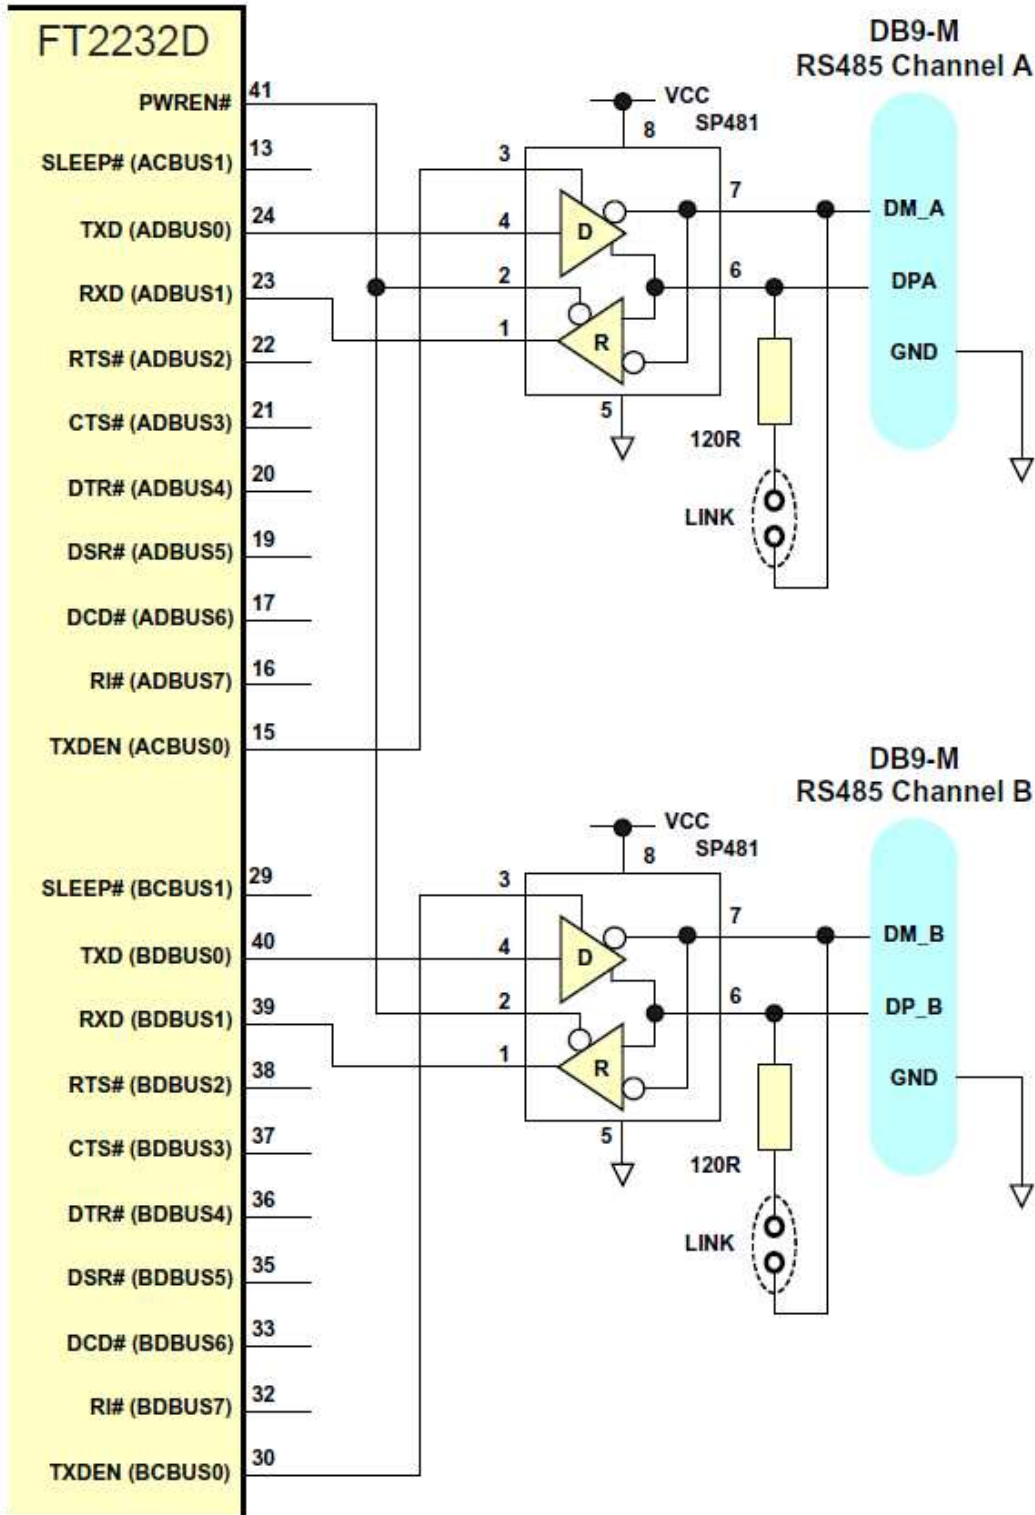 FT2232D
DB9-M
RS485 Channel A
PWREN# 41
VCC
8 SP481
SLEEP# (ACBUS1) 13
3
7
TXD (ADBUS0) 24
4 D
DM_A
RXD (ADBUS1) 23
2
6
DPA
1 R
RTS# (ADBUS2) 22
GND
CTS# (ADBUS3) 21
5
120R
DTR# (ADBUS4) 20
LINK
DSR# (ADBUS5) 19
DCD# (ADBUS6) 17
RI# (ADBUS7) 16
TXDEN (ACBUS0) 15
DB9-M
RS485 Channel B
VCC
8 SP481
SLEEP# (BCBUS1) 29
3
7
TXD (BDBUS0) 40
4 D
DM_B
RXD (BDBUS1) 39
2
6
DP_B
1 R
RTS# (BDBUS2) 38
GND
CTS# (BDBUS3) 37
5
120R
DTR# (BDBUS4) 36
LINK
DSR# (BDBUS5) 35
DCD# (BDBUS6) 33
RI# (BDBUS7) 32
TXDEN (BCBUS0) 30